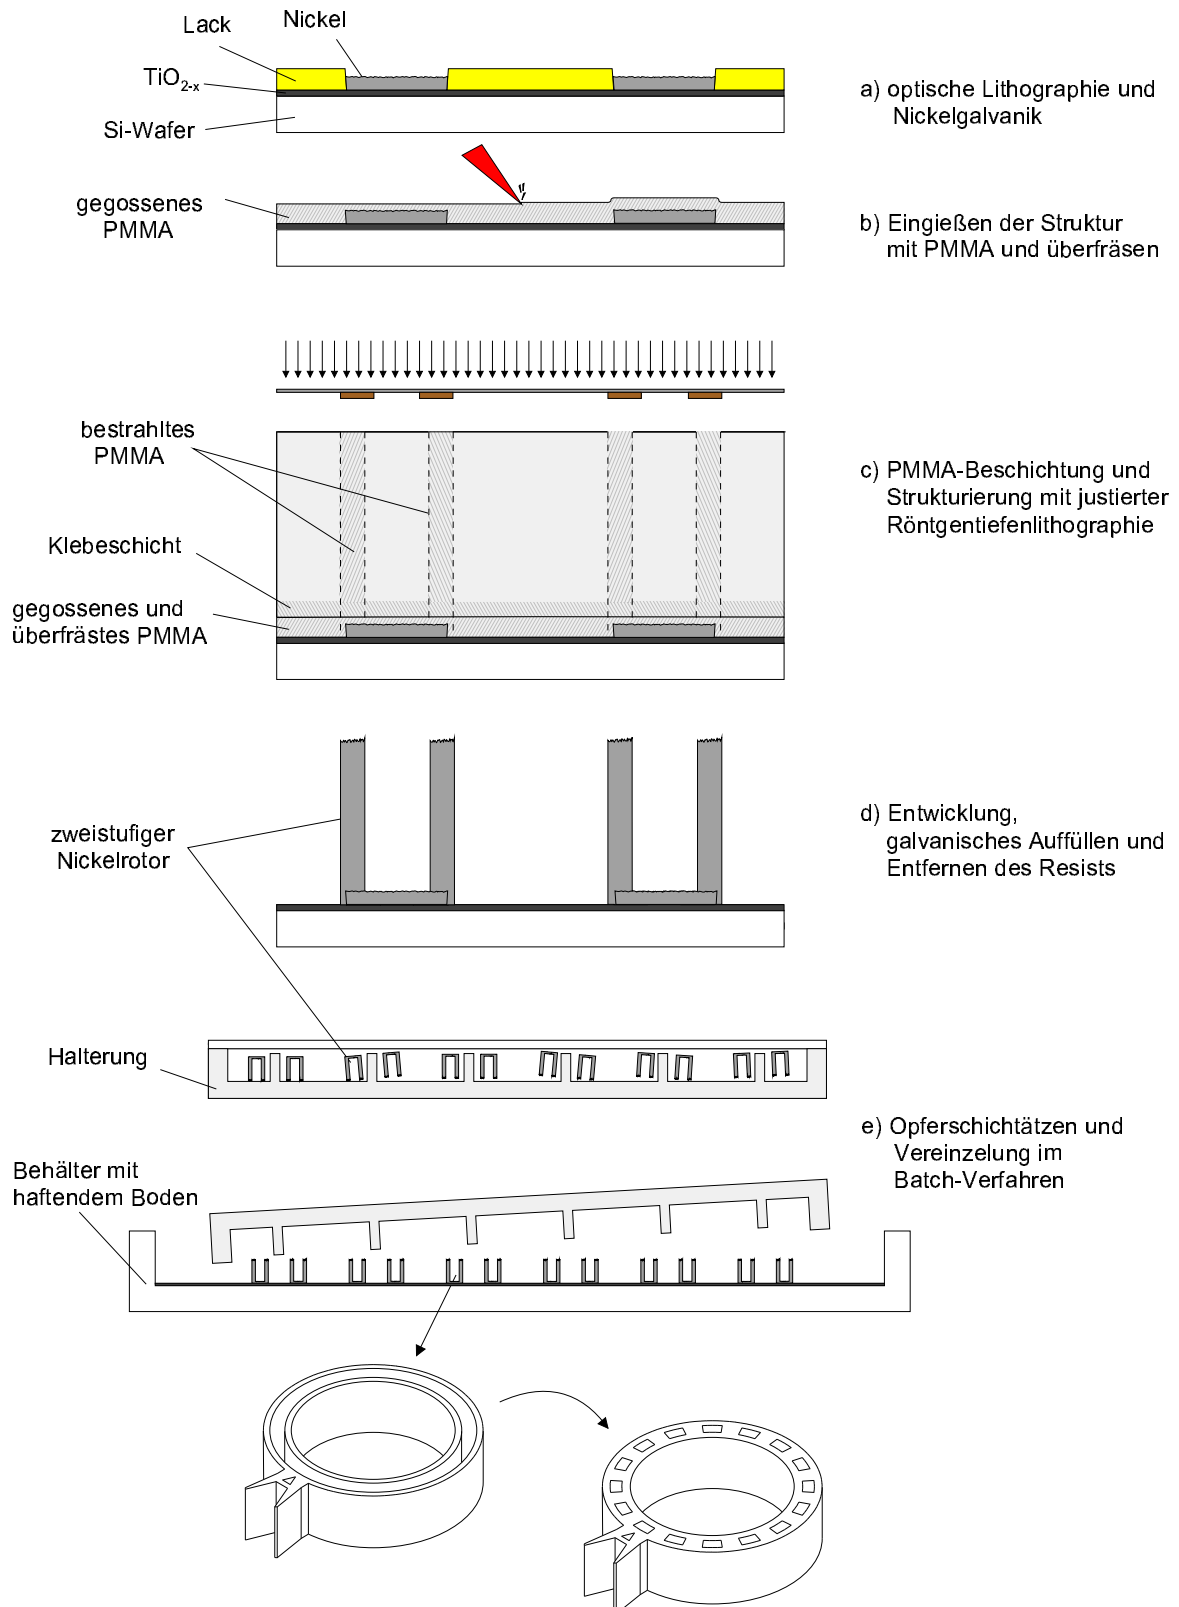 Lack
Nickel
TiO2-x
Si-Wafer
a) optische Lithographie und
Nickelgalvanik
gegossenes
PMMA
b) Eingießen der Struktur
mit PMMA und überfräsen
bestrahltes
PMMA
Klebeschicht
gegossenes und
überfrästes PMMA
c) PMMA-Beschichtung und
Strukturierung mit justierter
Röntgentiefenlithographie
zweistufiger
Nickelrotor
d) Entwicklung,
galvanisches Auffüllen und
Entfernen des Resists
Halterung
Behälter mit
haftendem Boden
e) Opferschichtätzen und
Vereinzelung im
Batch-Verfahren